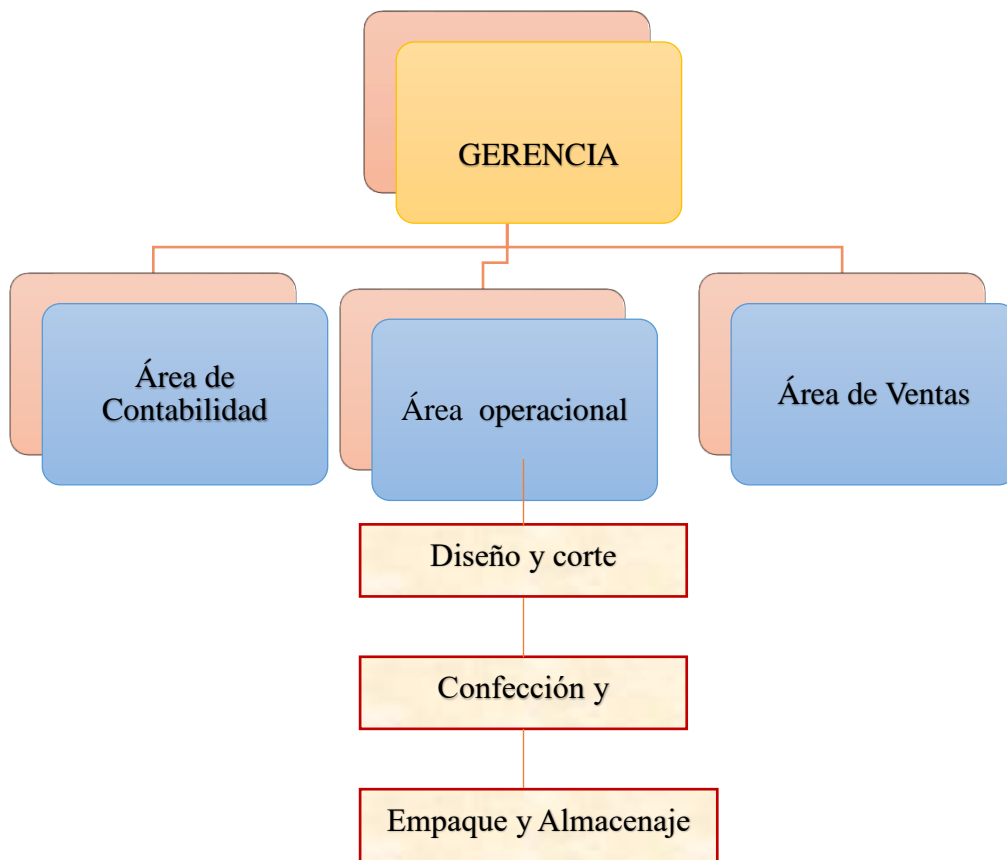 GERENCIA
Área de
Contabilidad
Área operacional
Área de Ventas
Diseño y corte
Confección y
Empaque y Almacenaje